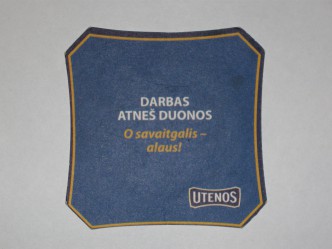 DARBAS
ATNEŠ DUONOS
O savaitgalis –
alaus!
UTENOS